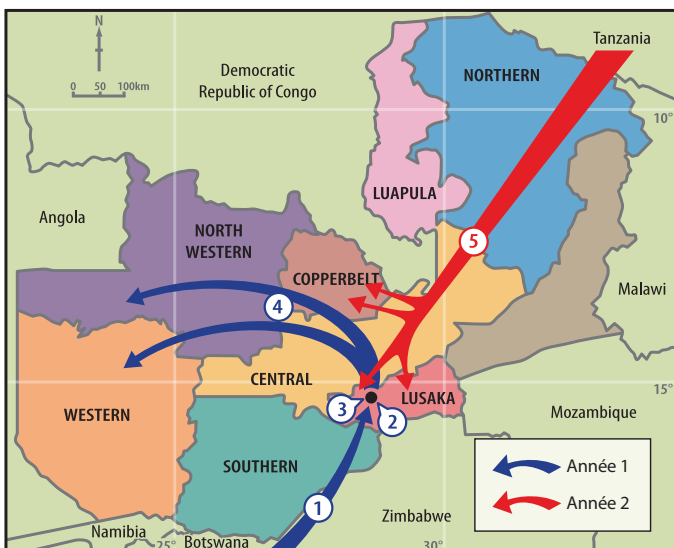 N
0 50 100km
Tanzania
Democratic
Republic of Congo
NORTHERN
10°
LUAPULA
Angola
NORTH
WESTERN
5
COPPERBELT
Malawi
4
15°
CENTRAL
LUSAKA
WESTERN
3
2
Mozambique
SOUTHERN
Année 1
1
Année 2
Zimbabwe
Namibia
25°
Botswana
30°